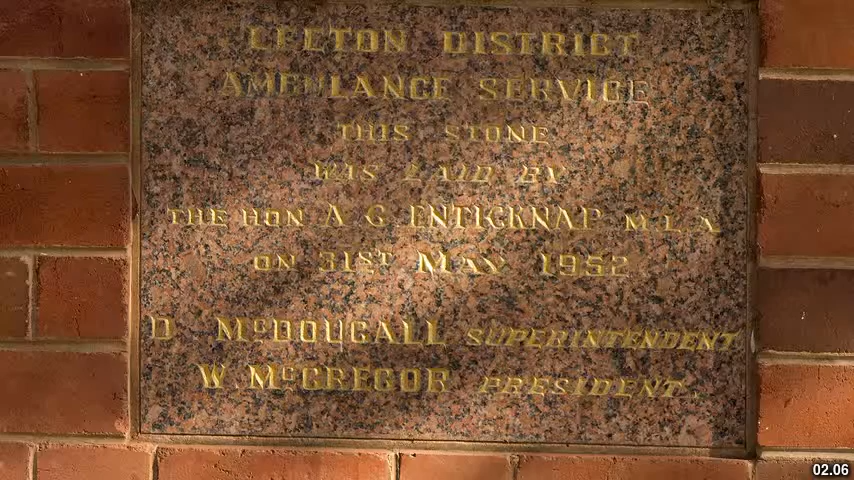 LEETON DISTRICT
AMBULANCE SERVICE
THIS STONE
WAS LAID BY
THE HON A. G. ENTICKNAP M.L.A
ON 31ST MAY 1952
D McDOUGALL SUPERINTENDENT
W. McGREGOR PRESIDENT.
02.06